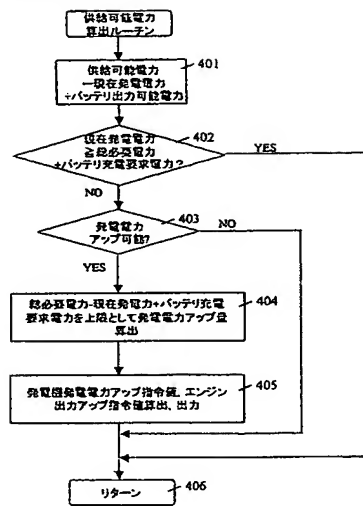 供給可能電力
算出ルーチン
401
供給可能電力
←現在発電電力
+バッテリ出力可能電力
402
現在発電電力
≧総必要電力
+バッテリ充電要求電力?
YES
NO
403
発電電力
アップ可能?
NO
YES
404
総必要電力-現在発電力+バッテリ充電
要求電力を上限として発電電力アップ量
算出
405
発電機発電電力アップ指令値、エンジン
出力アップ指令値算出、出力
リターン
406